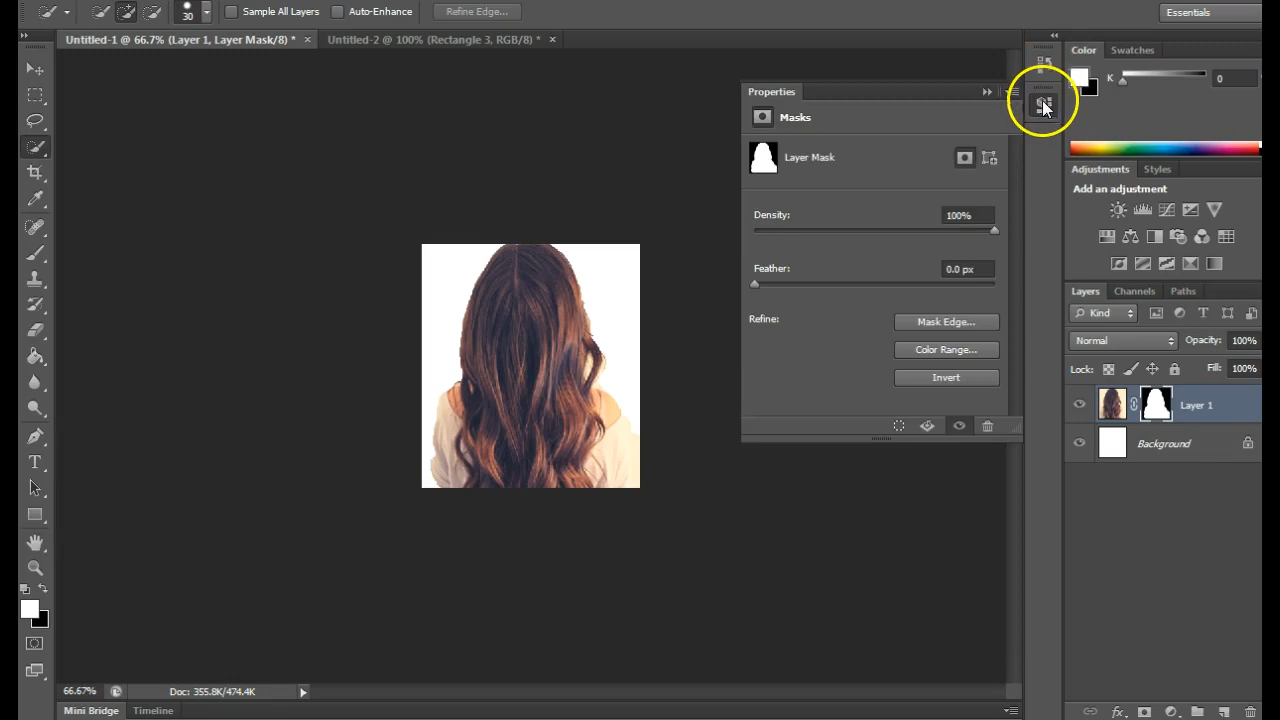 30
Sample All Layers
Auto-Enhance
Refine Edge...
Essentials
Untitled-1 @ 66.7% (Layer 1, Layer Mask/8) *
Untitled-2 @ 100% (Rectangle 3, RGB/8) *
Color
Swatches
K
0
Properties
Masks
Layer Mask
Density:
100%
Feather:
0.0 px
Refine:
Mask Edge...
Color Range...
Invert
Adjustments
Styles
Add an adjustment
Layers
Channels
Paths
Kind
Normal
Opacity:
100%
Lock:
Fill:
100%
Layer 1
Background
fx
66.67%
Doc: 355.8K/474.4K
Mini Bridge
Timeline